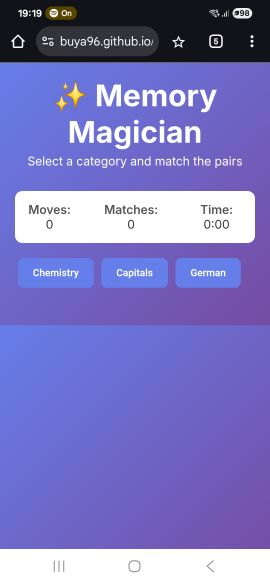 19:19 On 98
buya96.github.io/ 5
✨ Memory
Magician
Select a category and match the pairs
Moves: Matches: Time:
0 0 0:00
Chemistry Capitals German